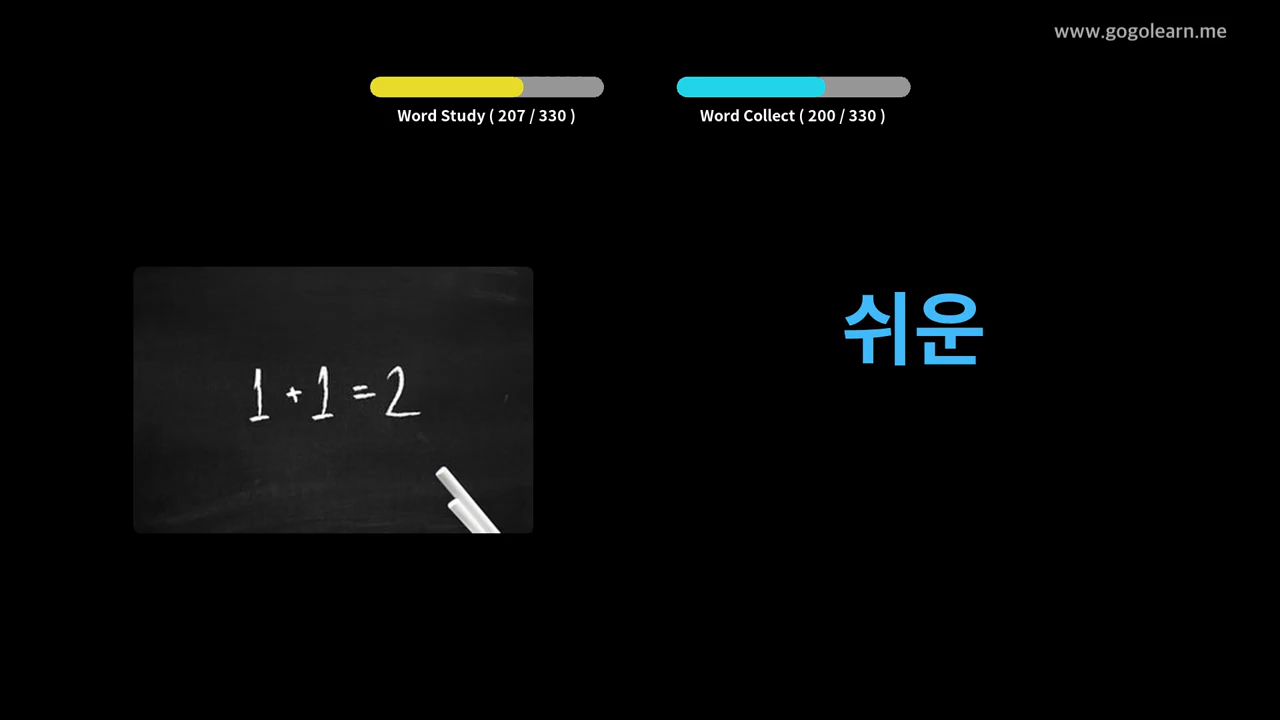 www.gogolearn.me
Word Study ( 207 / 330 )
Word Collect ( 200 / 330 )
1 + 1 = 2
쉬운